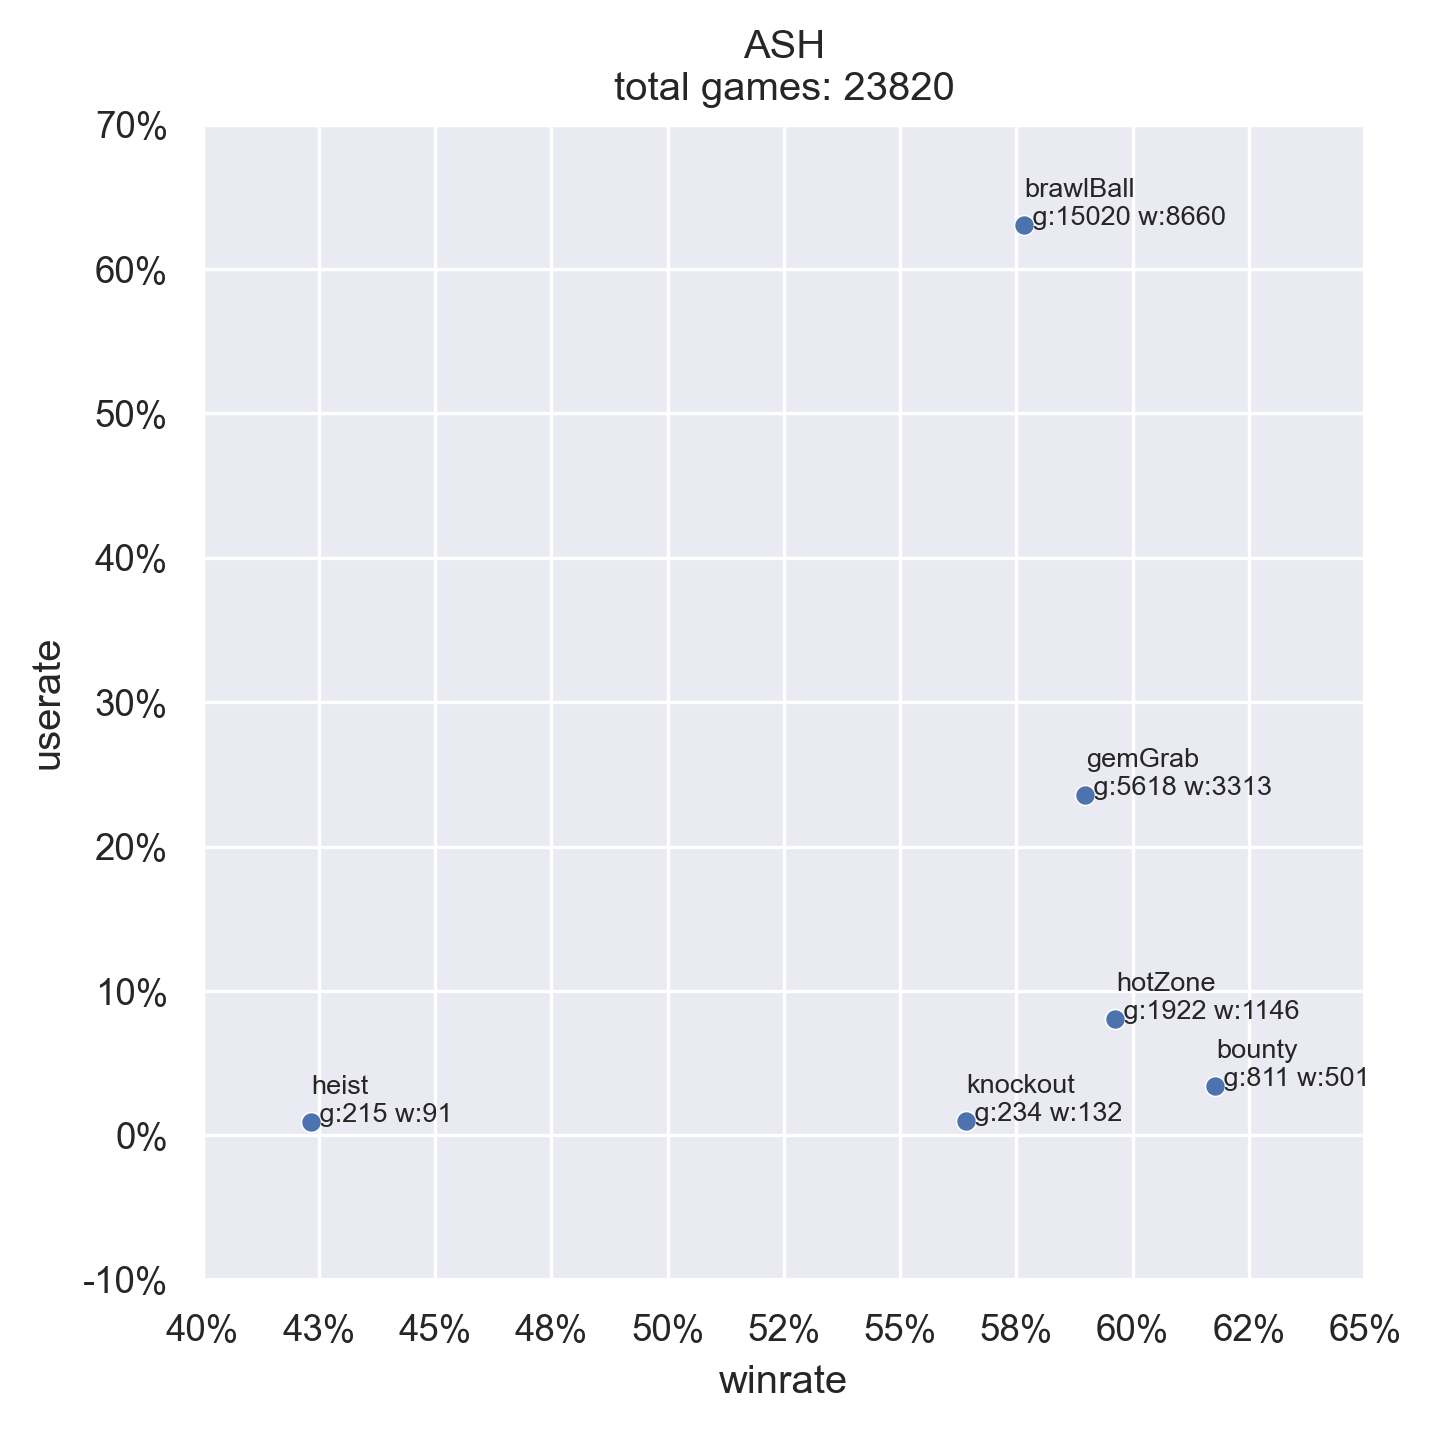 ASH
total games: 23820
70%
60%
50%
40%
30%
20%
10%
0%
-10%
userate
brawlBall
g:15020 w:8660
gemGrab
g:5618 w:3313
hotZone
g:1922 w:1146
bounty
g:811 w:501
heist
g:215 w:91
knockout
g:234 w:132
40% 43% 45% 48% 50% 52% 55% 58% 60% 62% 65%
winrate